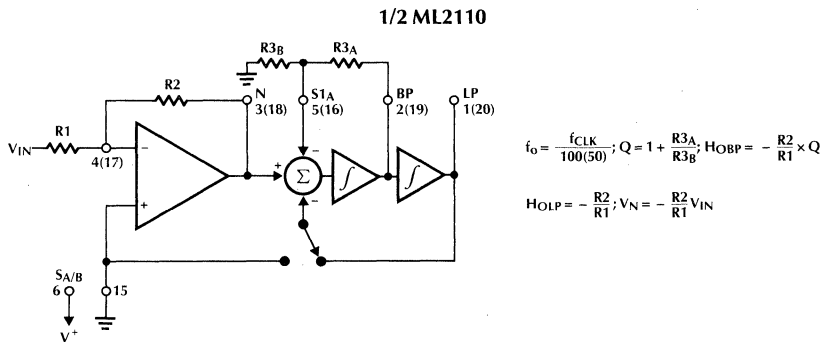 1/2 ML2110
R3B R3A
R2 N S1A BP LP
3(18) 5(16) 2(19) 1(20)
VIN R1
4(17)
−
+
+ − Σ − ∫ ∫
fO = fCLK / 100(50) ; Q = 1 + R3A / R3B ; HOBP = − R2 / R1 × Q
HOLP = − R2 / R1 ; VN = − R2 / R1 VIN
SA/B
6 15
V+